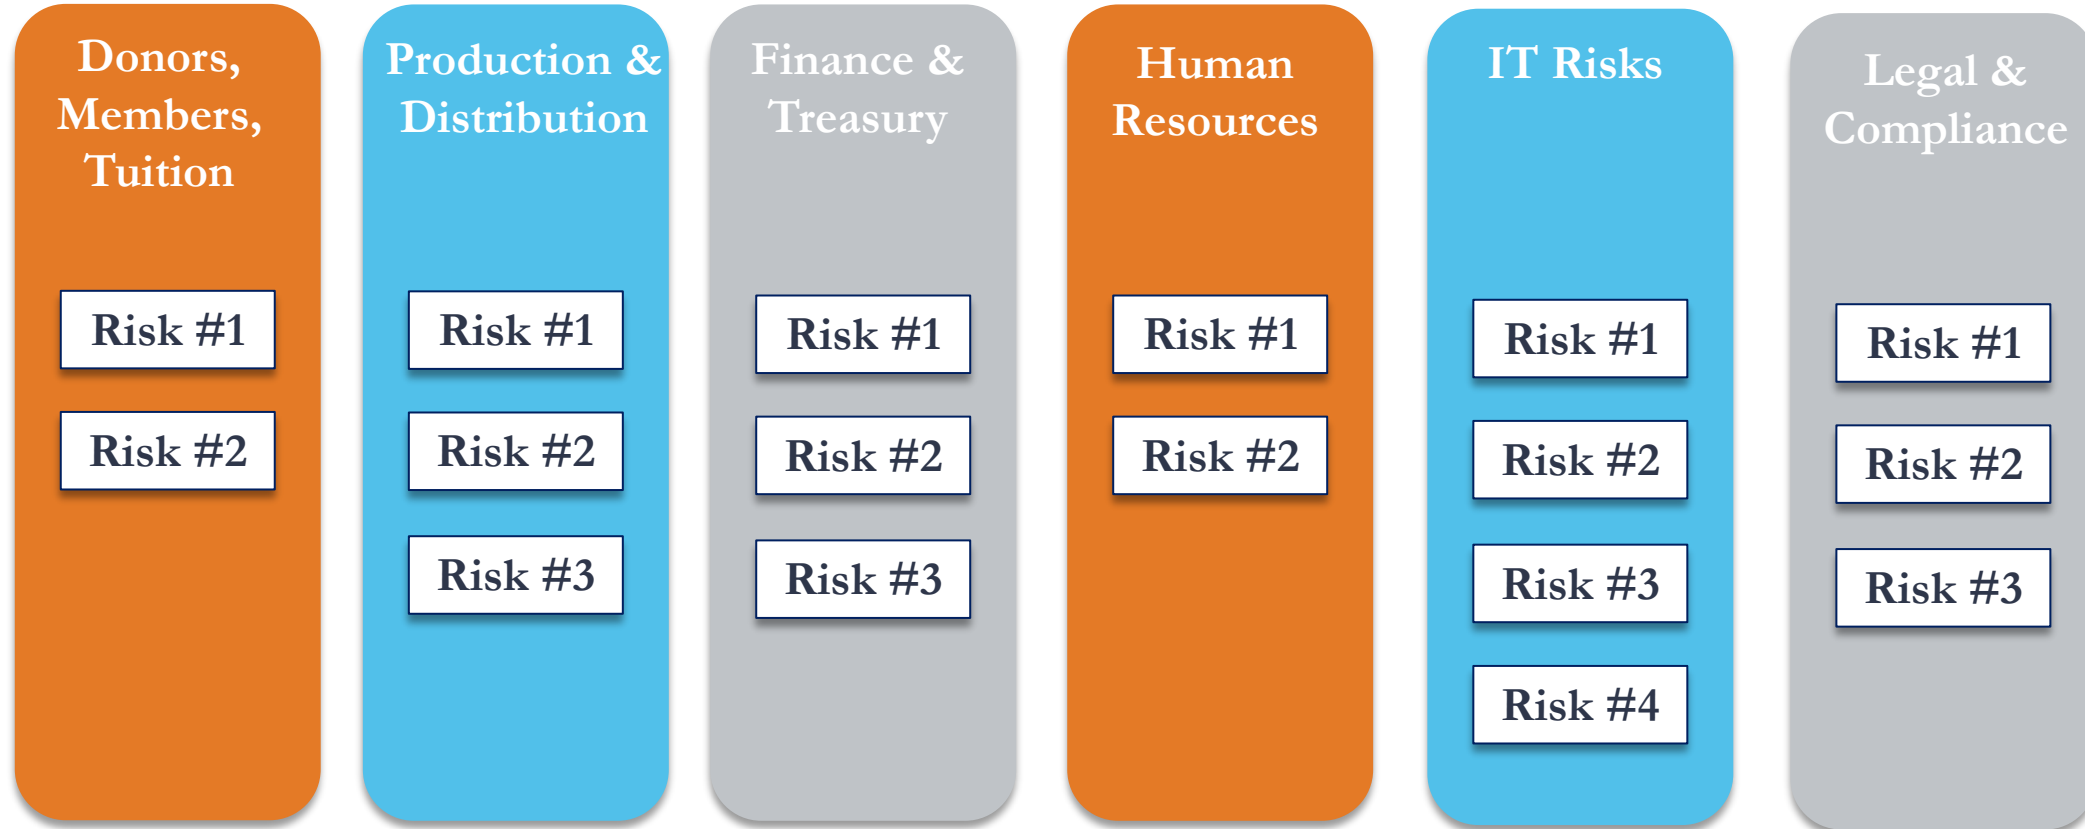 Donors,
Members,
Tuition
Risk #1
Risk #2
Production &
Distribution
Risk #1
Risk #2
Risk #3
Finance &
Treasury
Risk #1
Risk #2
Risk #3
Human
Resources
Risk #1
Risk #2
IT Risks
Risk #1
Risk #2
Risk #3
Risk #4
Legal &
Compliance
Risk #1
Risk #2
Risk #3